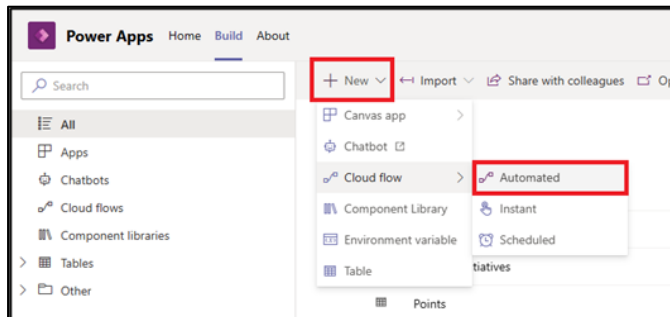 Power Apps Home Build About
Search
+ New Import Share with colleagues
All
Apps
Chatbots
Cloud flows
Component libraries
Tables
Other
Canvas app
Chatbot
Cloud flow
Component Library
Environment variable
Table
Automated
Instant
Scheduled
tiatives
Points